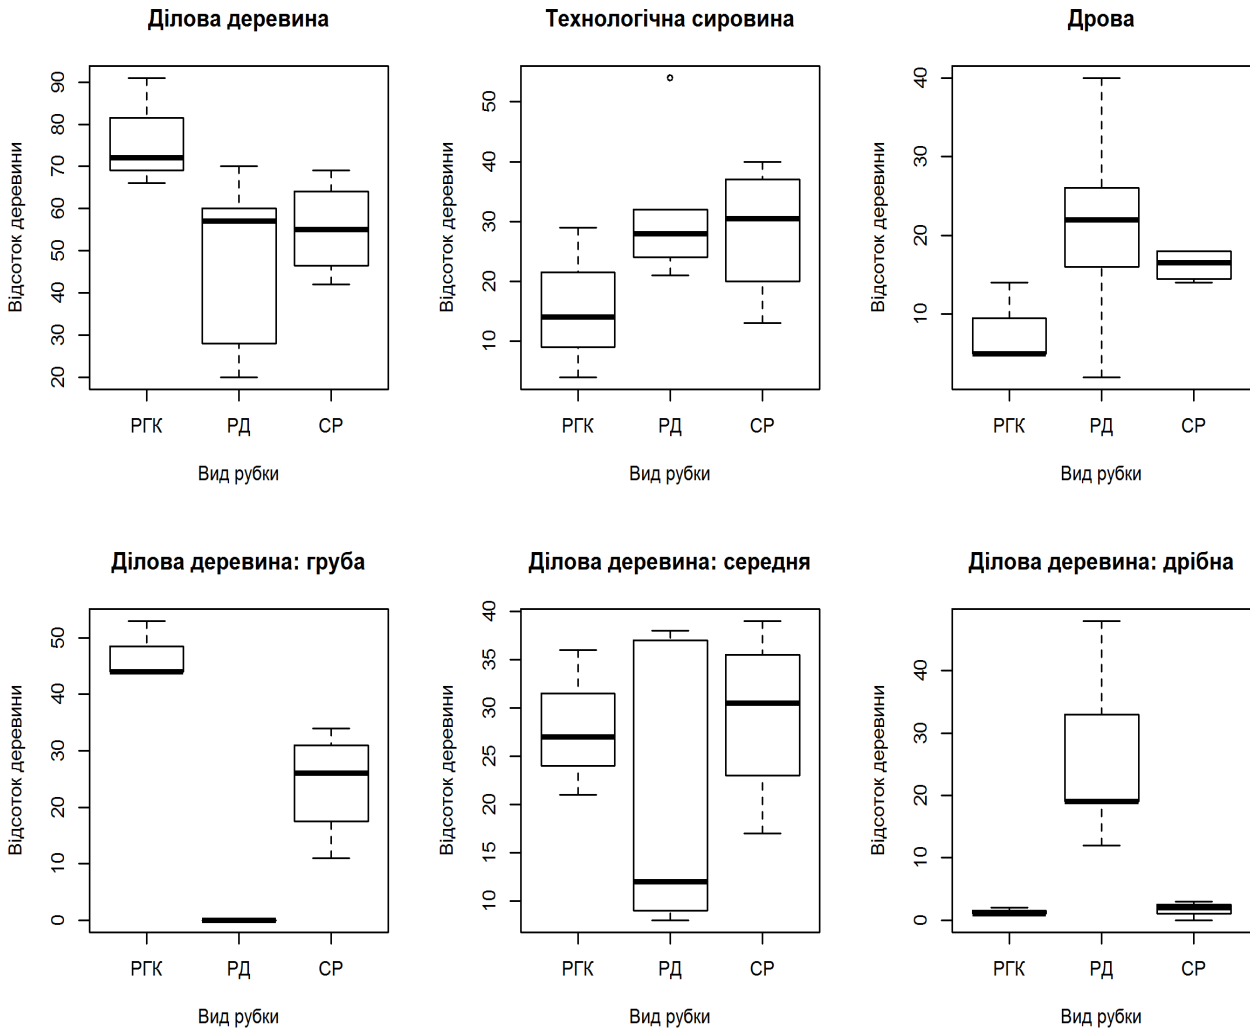 Ділова деревина
Технологічна сировина
Дрова
Відсоток деревини
20 30 40 50 60 70 80 90
РГК РД СР
Вид рубки
Відсоток деревини
10 20 30 40 50
РГК РД СР
Вид рубки
Відсоток деревини
10 20 30 40
РГК РД СР
Вид рубки
Ділова деревина: груба
Ділова деревина: середня
Ділова деревина: дрібна
Відсоток деревини
0 10 20 30 40 50
РГК РД СР
Вид рубки
Відсоток деревини
10 15 20 25 30 35 40
РГК РД СР
Вид рубки
Відсоток деревини
0 10 20 30 40
РГК РД СР
Вид рубки